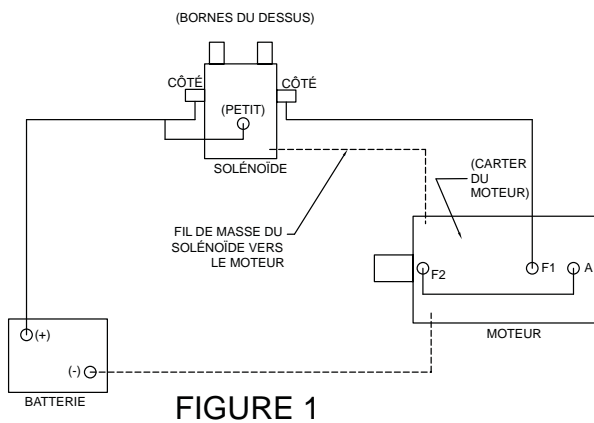 (BORNES DU DESSUS)
CÔTÉ
CÔTÉ
(PETIT)
SOLÉNOÏDE
(CARTER
DU
MOTEUR)
FIL DE MASSE DU
SOLÉNOÏDE VERS
LE MOTEUR
F2
F1
A
MOTEUR
(+)
(-)
BATTERIE
FIGURE 1